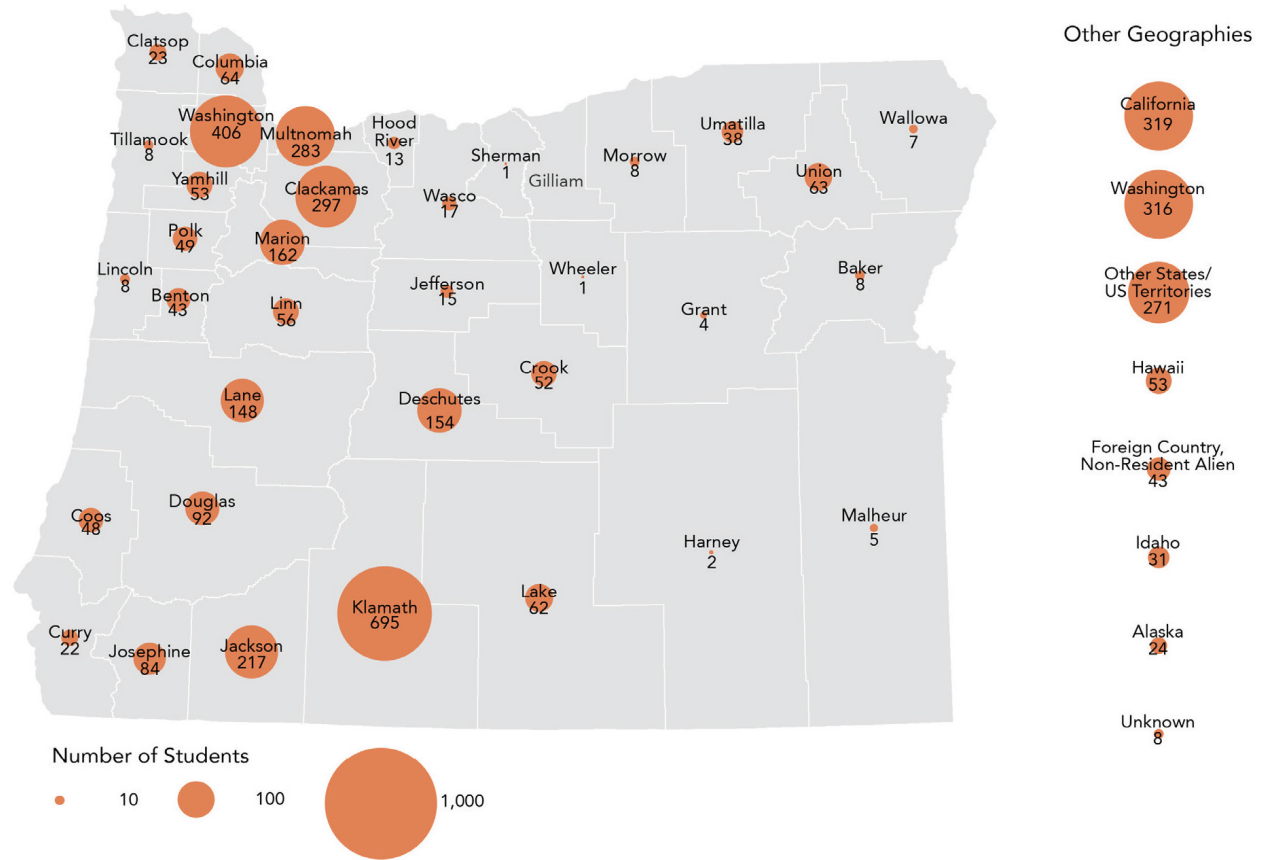 Other Geographies
Clatsop
23
Columbia
64
Washington
406
Multnomah
283
Tillamook
8
Hood
River
13
Sherman
1
Gilliam
Morrow
8
Umatilla
38
Wallowa
7
Union
63
Yamhill
53
Clackamas
297
Wasco
17
Polk
49
Marion
162
Lincoln
8
Benton
43
Linn
56
Jefferson
15
Wheeler
1
Grant
4
Baker
8
Lane
148
Deschutes
154
Crook
52
Coos
48
Douglas
92
Harney
2
Malheur
5
Klamath
695
Lake
62
Curry
22
Josephine
84
Jackson
217
California
319
Washington
316
Other States/
US Territories
271
Hawaii
53
Foreign Country,
Non-Resident Alien
43
Idaho
31
Alaska
24
Unknown
8
Number of Students
10
100
1,000